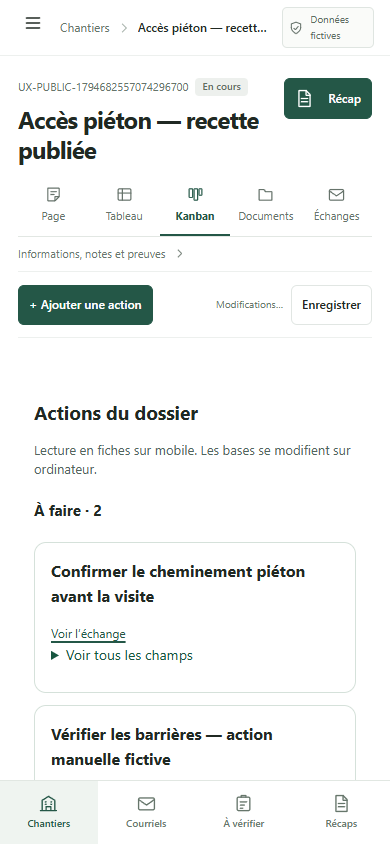 Chantiers
Accès piéton — recett...
Données
fictives
UX-PUBLIC-1794682557074296700
En cours
Récap
Accès piéton — recette
publiée
Page
Tableau
Kanban
Documents
Échanges
Informations, notes et preuves
+ Ajouter une action
Modifications...
Enregistrer
Actions du dossier
Lecture en fiches sur mobile. Les bases se modifient sur
ordinateur.
À faire · 2
Confirmer le cheminement piéton
avant la visite
Voir l'échange
Voir tous les champs
Vérifier les barrières — action
manuelle fictive
Chantiers
Courriels
À vérifier
Récaps